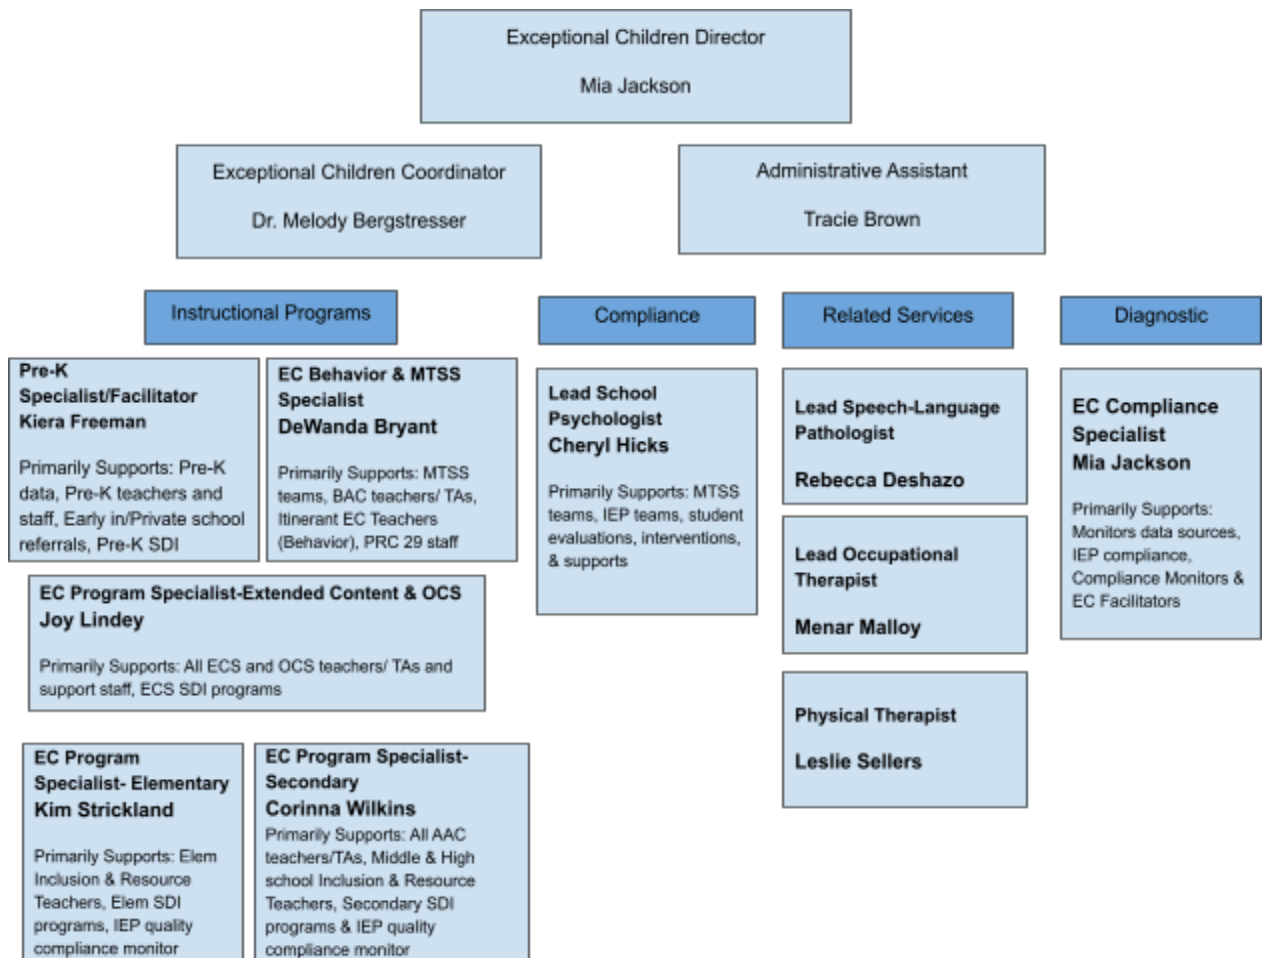 Exceptional Children Director
Mia Jackson
Exceptional Children Coordinator
Dr. Melody Bergstresser
Administrative Assistant
Tracie Brown
Instructional Programs
Pre-K
Specialist/Facilitator
Kiera Freeman
Primarily Supports: Pre-K
data, Pre-K teachers and
staff, Early in/Private school
referrals, Pre-K SDI
EC Behavior & MTSS
Specialist
DeWanda Bryant
Primarily Supports: MTSS
teams, BAC teachers/ TAs,
Itinerant EC Teachers
(Behavior), PRC 29 staff
EC Program Specialist-Extended Content & OCS
Joy Lindey
Primarily Supports: All ECS and OCS teachers/ TAs and
support staff, ECS SDI programs
EC Program
Specialist- Elementary
Kim Strickland
Primarily Supports: Elem
Inclusion & Resource
Teachers, Elem SDI
programs, IEP quality
compliance monitor
EC Program Specialist-
Secondary
Corinna Wilkins
Primarily Supports: All AAC
teachers/TAs, Middle & High
school Inclusion & Resource
Teachers, Secondary SDI
programs & IEP quality
compliance monitor
Compliance
Lead School
Psychologist
Cheryl Hicks
Primarily Supports: MTSS
teams, IEP teams, student
evaluations, interventions,
& supports
Related Services
Lead Speech-Language
Pathologist
Rebecca Deshazo
Lead Occupational
Therapist
Menar Malloy
Physical Therapist
Leslie Sellers
Diagnostic
EC Compliance
Specialist
Mia Jackson
Primarily Supports:
Monitors data sources,
IEP compliance,
Compliance Monitors &
EC Facilitators